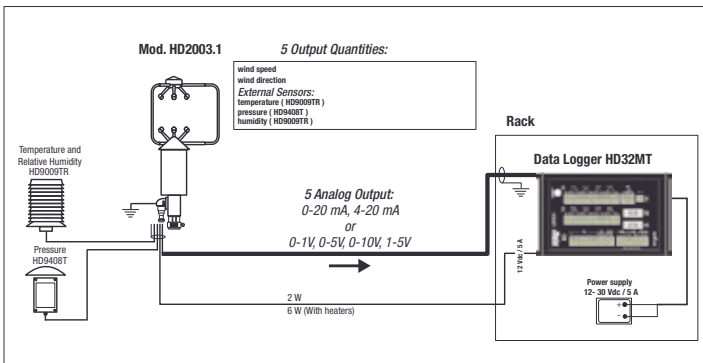 Mod. HD2003.1
5 Output Quantities:
wind speed
wind direction
External Sensors:
temperature ( HD9009TR )
pressure ( HD9408T )
humidity ( HD9009TR )
Rack
Data Logger HD32MT
Temperature and
Relative Humidity
HD9009TR
5 Analog Output:
0-20 mA, 4-20 mA
or
0-1V, 0-5V, 0-10V, 1-5V
Pressure
HD9408T
12 Vdc / 5 A
Power supply
12- 30 Vdc / 5 A
+
-
2 W
6 W (With heaters)